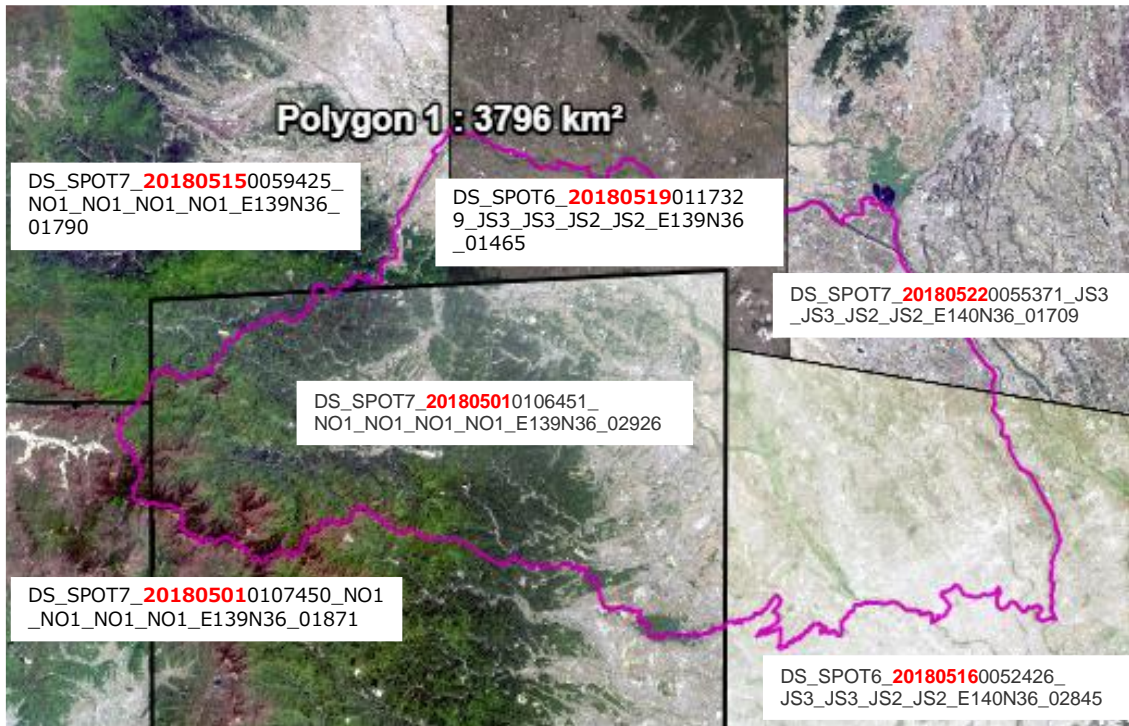 Polygon 1 : 3796 km²
DS_SPOT7_201805150059425_
NO1_NO1_NO1_NO1_E139N36_
01790
DS_SPOT6_20180519011732
9_JS3_JS3_JS2_JS2_E139N36
_01465
DS_SPOT7_201805220055371_JS3
_JS3_JS2_JS2_E140N36_01709
DS_SPOT7_201805010106451_
NO1_NO1_NO1_NO1_E139N36_02926
DS_SPOT7_201805010107450_NO1
_NO1_NO1_NO1_E139N36_01871
DS_SPOT6_201805160052426_
JS3_JS3_JS2_JS2_E140N36_02845